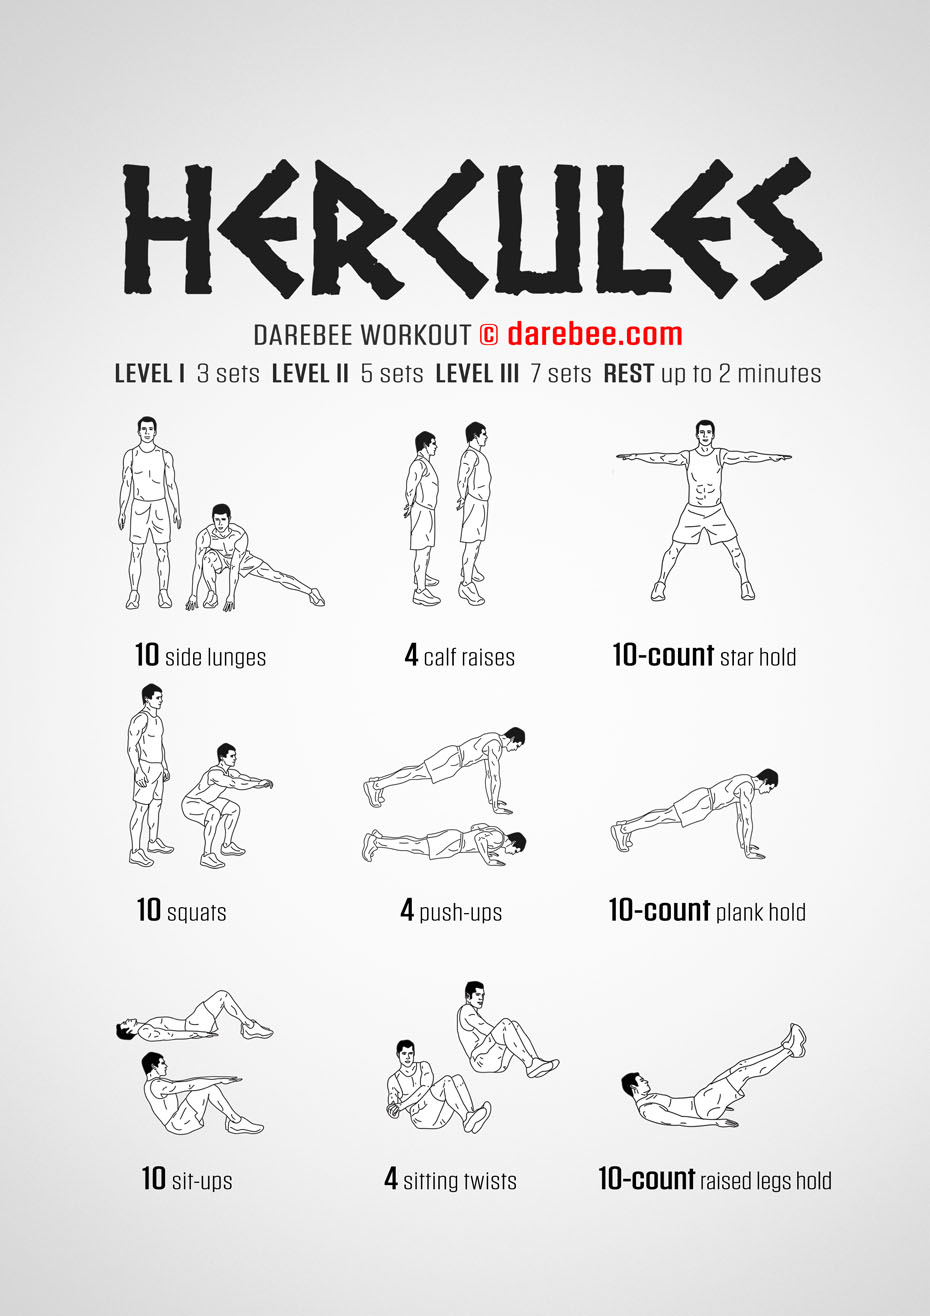 HERCULES
DAREBEE WORKOUT © darebee.com
LEVEL I 3 sets LEVEL II 5 sets LEVEL III 7 sets REST up to 2 minutes
10 side lunges
4 calf raises
10-count star hold
10 squats
4 push-ups
10-count plank hold
10 sit-ups
4 sitting twists
10-count raised legs hold